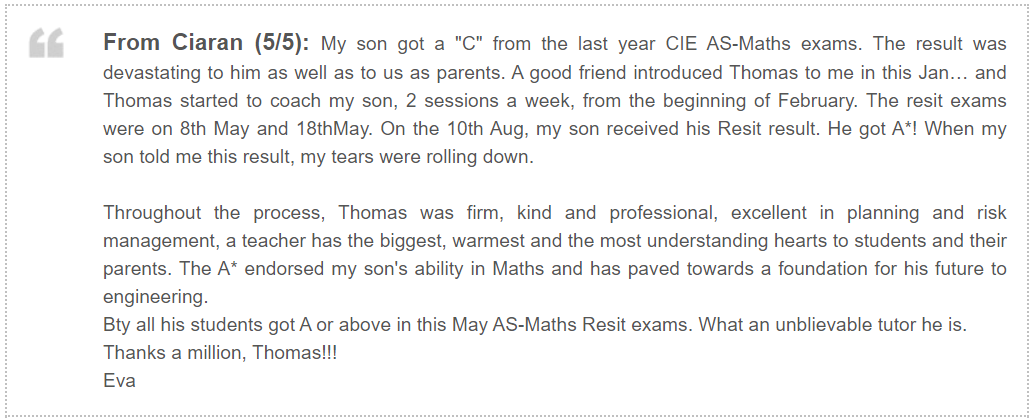 From Ciaran (5/5): My son got a "C" from the last year CIE AS-Maths exams. The result was
devastating to him as well as to us as parents. A good friend introduced Thomas to me in this Jan… and
Thomas started to coach my son, 2 sessions a week, from the beginning of February. The resit exams
were on 8th May and 18thMay. On the 10th Aug, my son received his Resit result. He got A*! When my
son told me this result, my tears were rolling down.
Throughout the process, Thomas was firm, kind and professional, excellent in planning and risk
management, a teacher has the biggest, warmest and the most understanding hearts to students and their
parents. The A* endorsed my son's ability in Maths and has paved towards a foundation for his future to
engineering.
Bty all his students got A or above in this May AS-Maths Resit exams. What an unblievable tutor he is.
Thanks a million, Thomas!!!
Eva